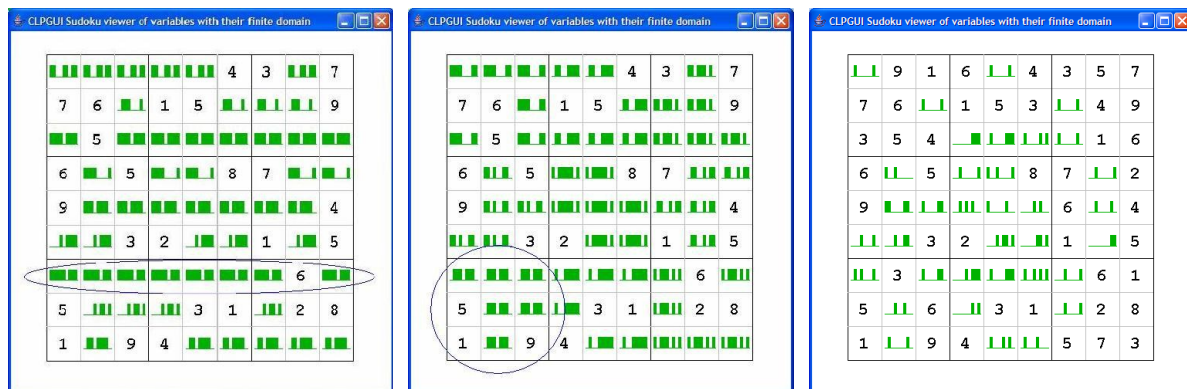 CLPGUI Sudoku viewer of variables with their finite domain
4 3 7
7 6 1 5 9
5
6 5 8 7
9 4
3 2 1 5
6
5 3 1 2 8
1 9 4
CLPGUI Sudoku viewer of variables with their finite domain
4 3 7
7 6 1 5 9
5
6 5 8 7
9 4
3 2 1 5
6
5 3 1 2 8
1 9 4
CLPGUI Sudoku viewer of variables with their finite domain
9 1 6 4 3 5 7
7 6 1 5 3 4 9
3 5 4 1 6
6 5 8 7 2
9 6 4
3 2 1 5
3 6 1
5 6 3 1 2 8
1 9 4 5 7 3